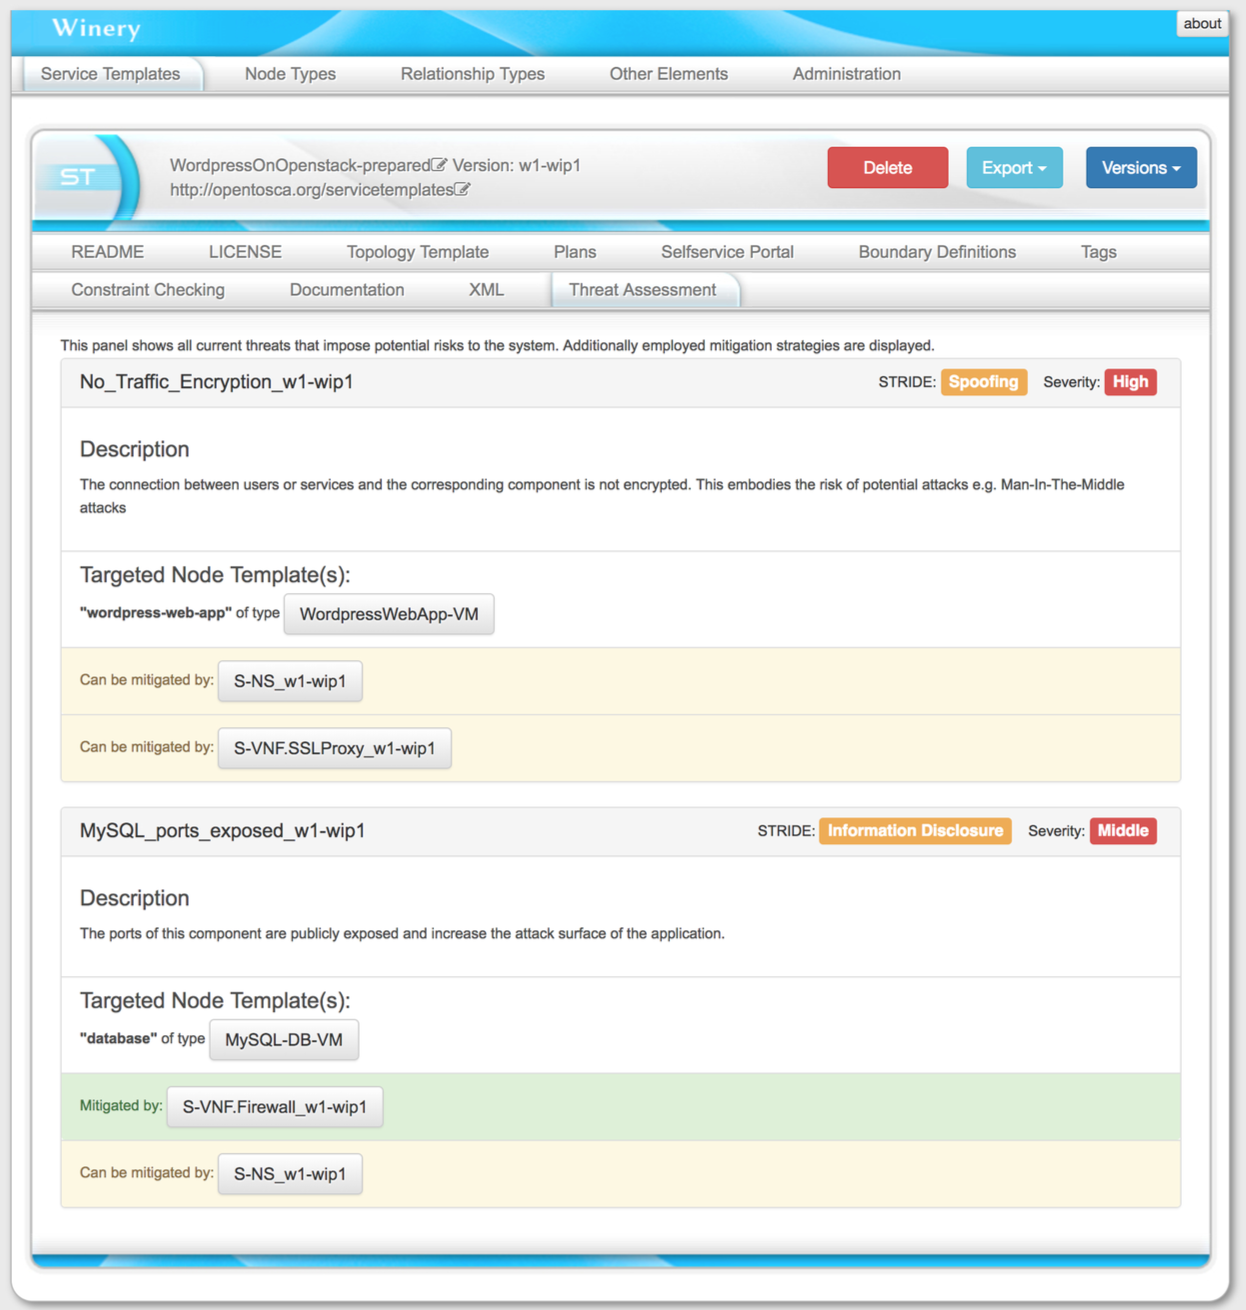 Winery
about
Service Templates Node Types Relationship Types Other Elements Administration
ST
WordpressOnOpenstack-prepared Version: w1-wip1
http://opentosca.org/servicetemplates
Delete Export Versions
README LICENSE Topology Template Plans Selfservice Portal Boundary Definitions Tags
Constraint Checking Documentation XML Threat Assessment
This panel shows all current threats that impose potential risks to the system. Additionally employed mitigation strategies are displayed.
No_Traffic_Encryption_w1-wip1 STRIDE: Spoofing Severity: High
Description
The connection between users or services and the corresponding component is not encrypted. This embodies the risk of potential attacks e.g. Man-In-The-Middle
attacks
Targeted Node Template(s):
"wordpress-web-app" of type WordpressWebApp-VM
Can be mitigated by: S-NS_w1-wip1
Can be mitigated by: S-VNF.SSLProxy_w1-wip1
MySQL_ports_exposed_w1-wip1 STRIDE: Information Disclosure Severity: Middle
Description
The ports of this component are publicly exposed and increase the attack surface of the application.
Targeted Node Template(s):
"database" of type MySQL-DB-VM
Mitigated by: S-VNF.Firewall_w1-wip1
Can be mitigated by: S-NS_w1-wip1